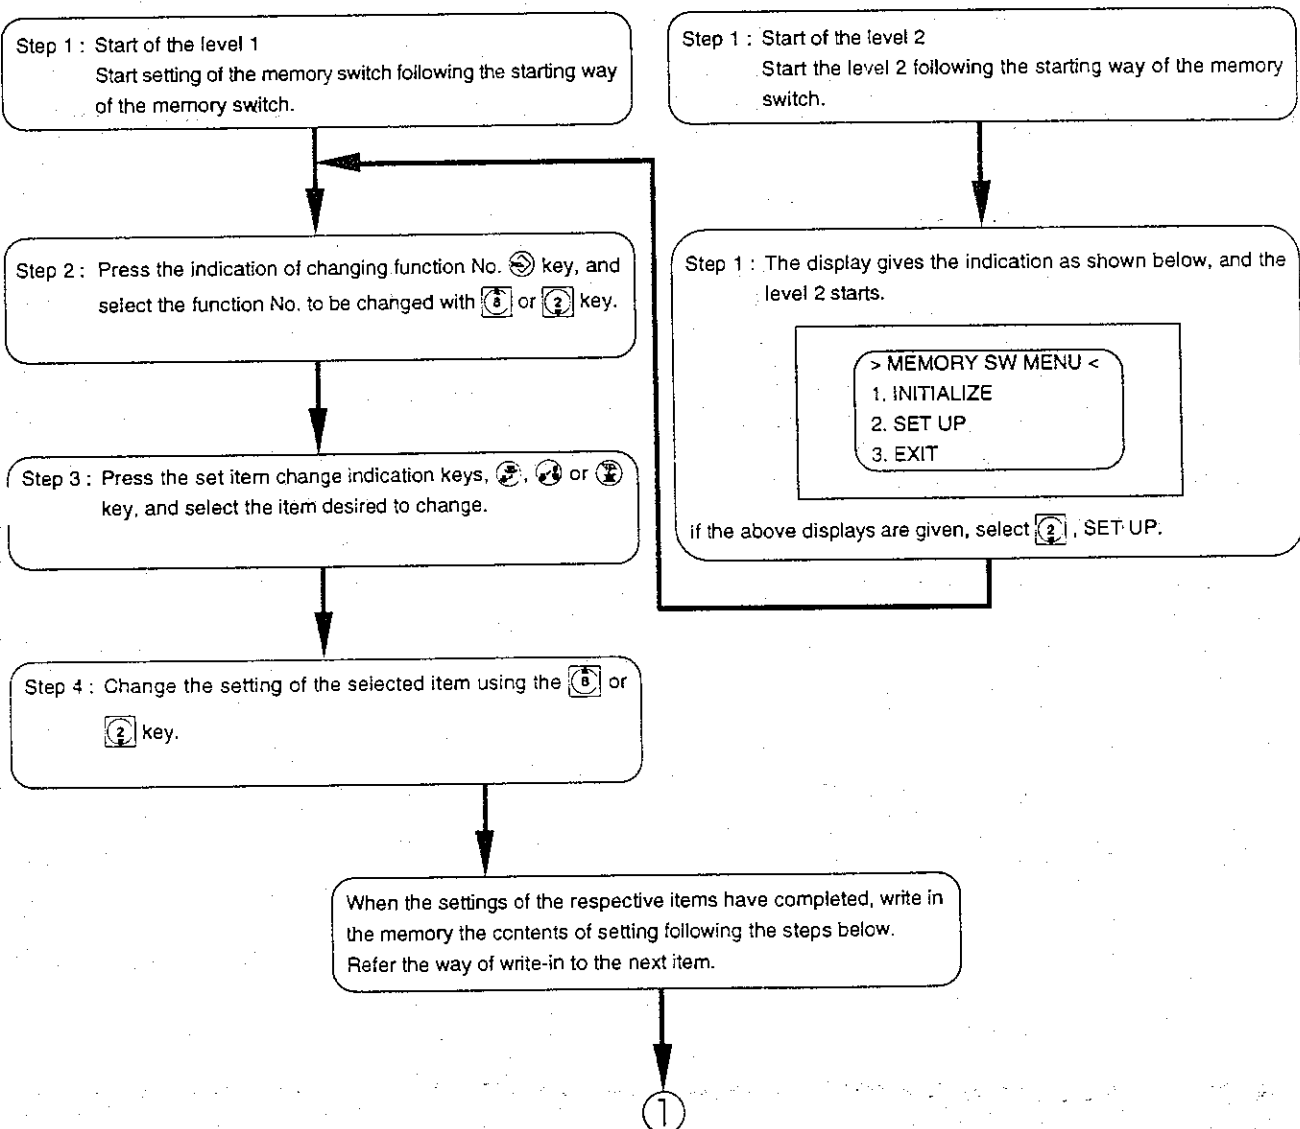 Step 1 : Start of the level 1
Start setting of the memory switch following the starting way
of the memory switch.
Step 2 : Press the indication of changing function No. key, and
select the function No. to be changed with 8 or 2 key.
Step 3 : Press the set item change indication keys, , or
key, and select the item desired to change.
Step 4 : Change the setting of the selected item using the 8 or
2 key.
Step 1 : Start of the level 2
Start the level 2 following the starting way of the memory
switch.
Step 1 : The display gives the indication as shown below, and the
level 2 starts.
> MEMORY SW MENU <
1. INITIALIZE
2. SET UP
3. EXIT
if the above displays are given, select 2 , SET UP.
When the settings of the respective items have completed, write in
the memory the contents of setting following the steps below.
Refer the way of write-in to the next item.
1